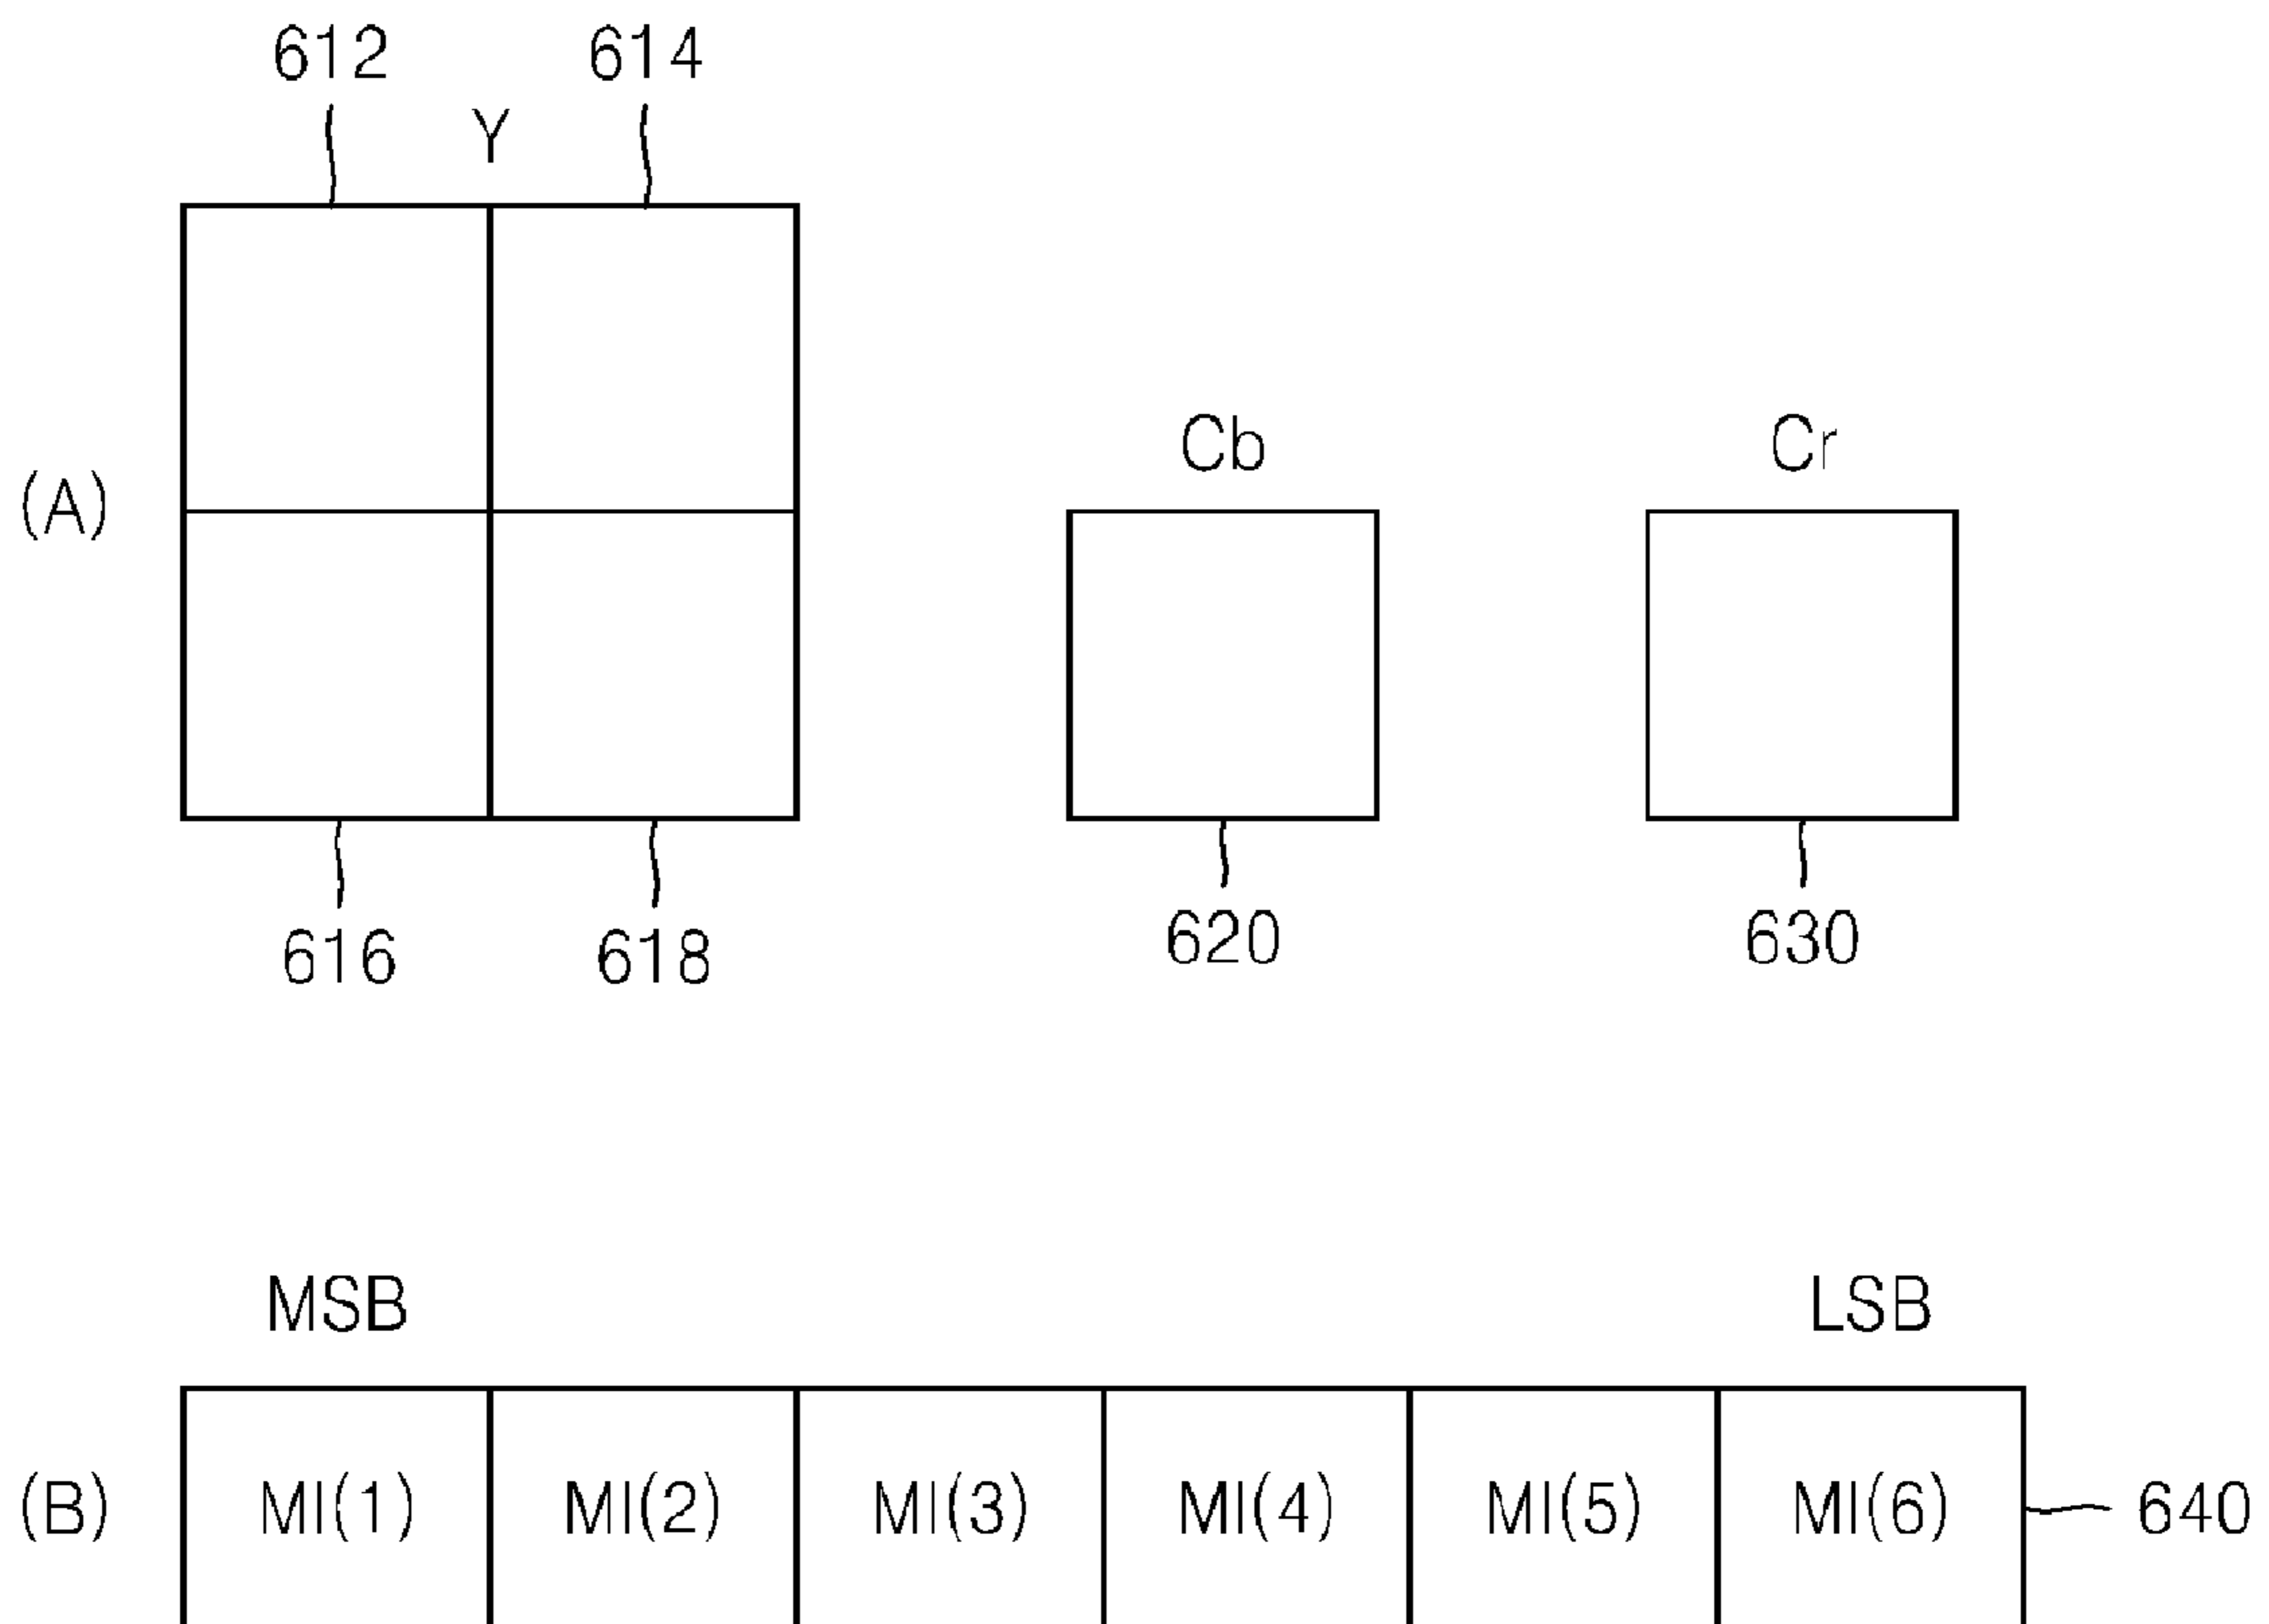 612 614
Y
(A)
Cb Cr
616 618 620 630
MSB LSB
(B) MI(1) MI(2) MI(3) MI(4) MI(5) MI(6) 640